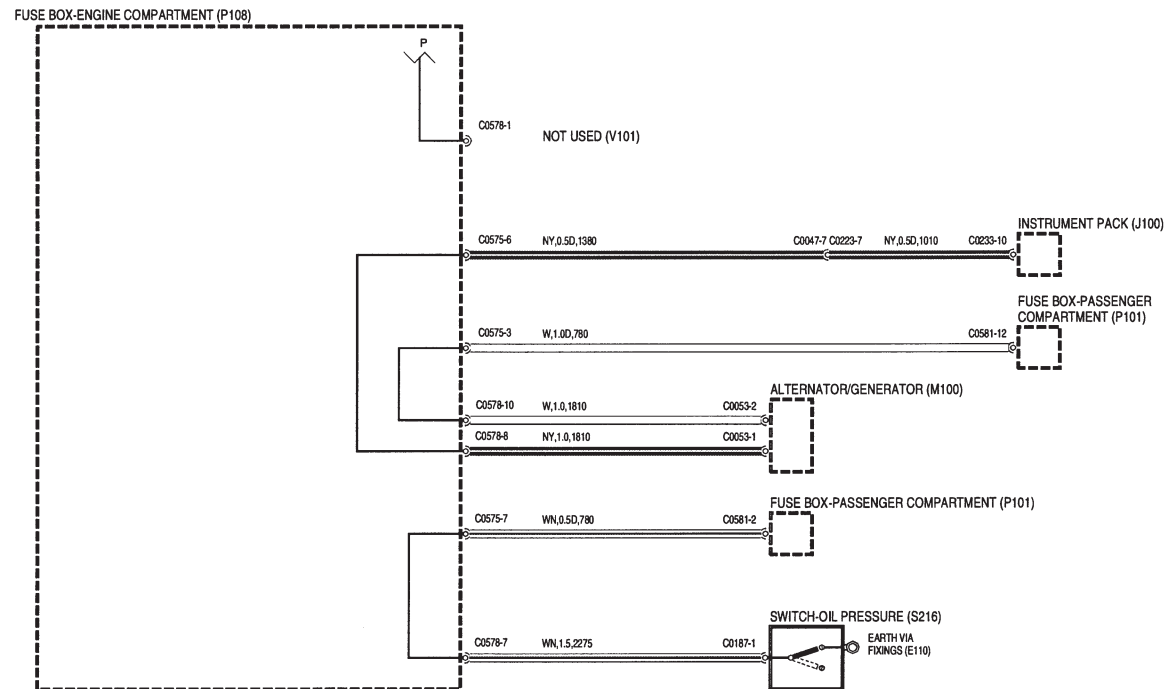 FUSE BOX-ENGINE COMPARTMENT (P108)
P
C0578-1
NOT USED (V101)
INSTRUMENT PACK (J100)
C0575-6 NY,0.5D,1380 C0047-7 C0223-7 NY,0.5D,1010 C0233-10
FUSE BOX-PASSENGER
COMPARTMENT (P101)
C0575-3 W,1.0D,780 C0581-12
ALTERNATOR/GENERATOR (M100)
C0578-10 W,1.0,1810 C0053-2
C0578-8 NY,1.0,1810 C0053-1
FUSE BOX-PASSENGER COMPARTMENT (P101)
C0575-7 WN,0.5D,780 C0581-2
SWITCH-OIL PRESSURE (S216)
C0578-7 WN,1.5,2275 C0187-1
EARTH VIA
FIXINGS (E110)